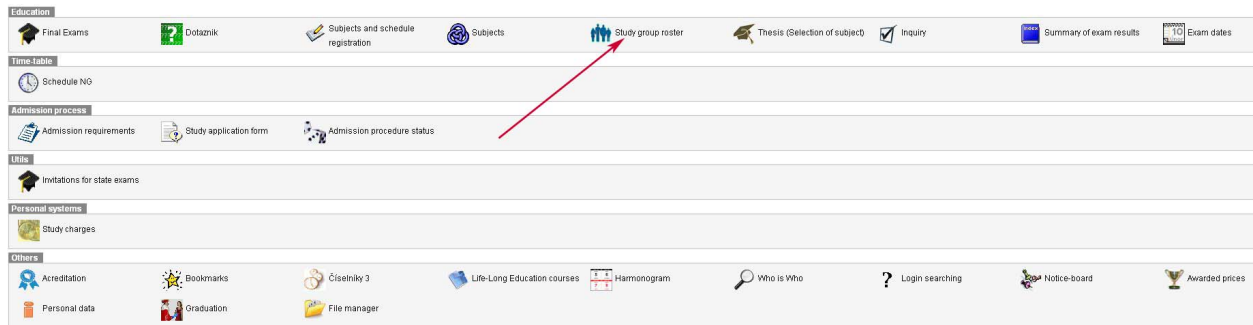 Education
Final Exams
Dotaznik
Subjects and schedule
registration
Subjects
Study group roster
Thesis (Selection of subject)
Inquiry
Summary of exam results
10
Exam dates
Time-table
Schedule NG
Admission process
Admission requirements
Study application form
Admission procedure status
Utils
Invitations for state exams
Personal systems
Study charges
Others
Acreditation
Bookmarks
Číselníky 3
Life-Long Education courses
Harmonogram
Who is Who
Login searching
Notice-board
Awarded prices
Personal data
Graduation
File manager